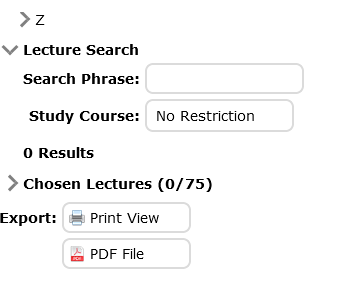 Z
Lecture Search
Search Phrase:
Study Course: No Restriction
0 Results
Chosen Lectures (0/75)
Export: Print View
PDF File